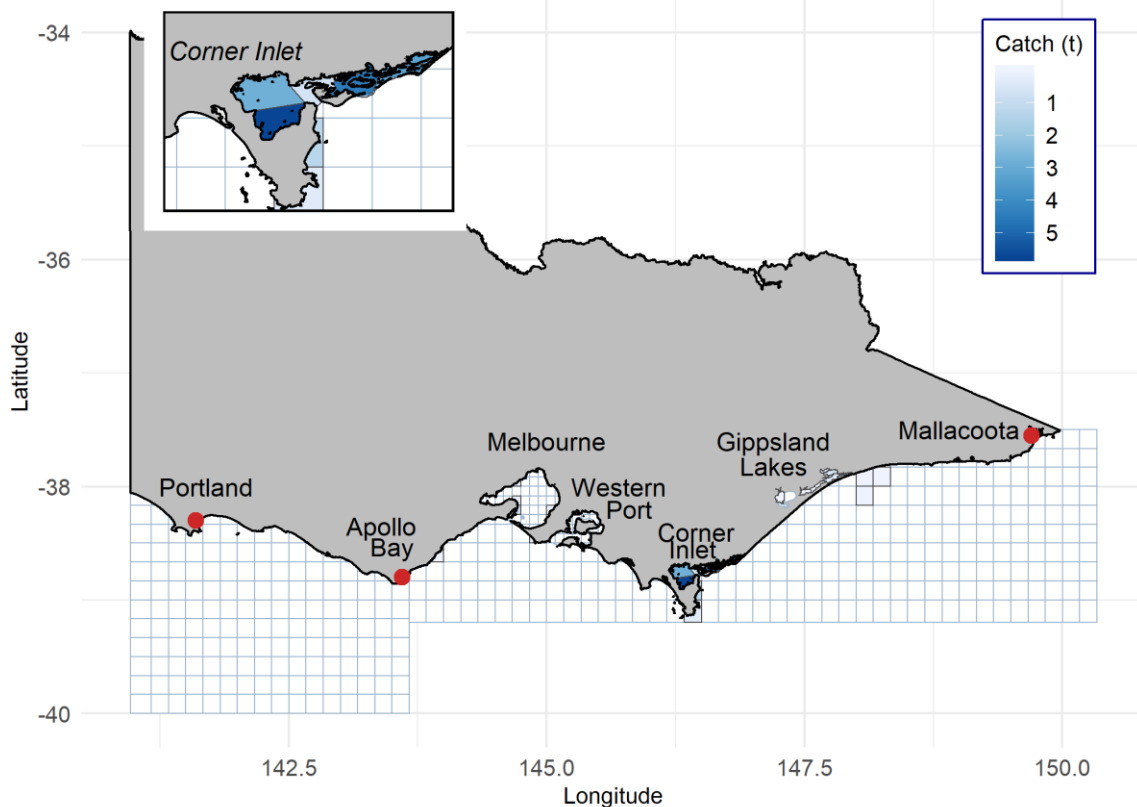 -34
-36
-38
-40
Latitude
Corner Inlet
Catch (t)
1
2
3
4
5
Portland
Apollo
Bay
Melbourne
Western
Port
Corner
Inlet
Gippsland
Lakes
Mallacoota
142.5
145.0
147.5
150.0
Longitude